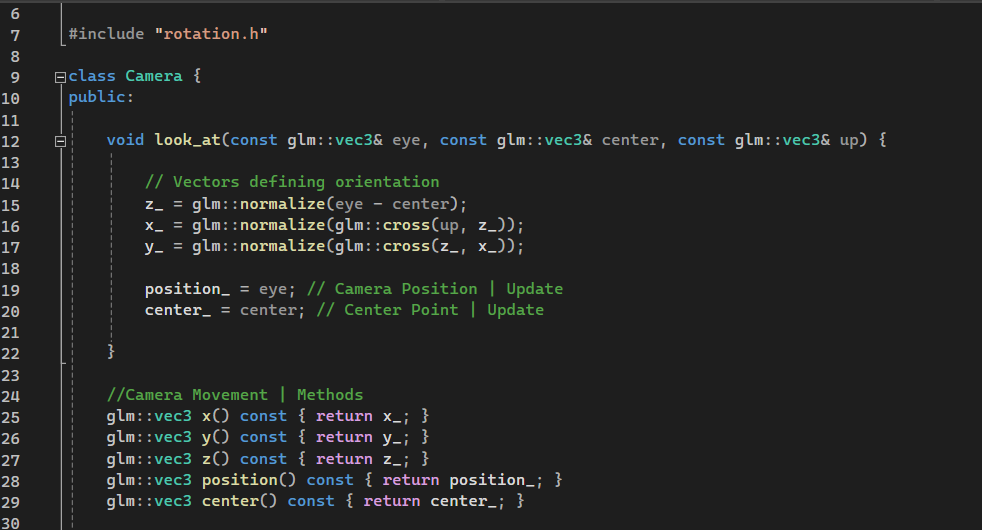 6
7 #include "rotation.h"
8
9 class Camera {
10 public:
11
12 void look_at(const glm::vec3& eye, const glm::vec3& center, const glm::vec3& up) {
13
14 // Vectors defining orientation
15 z_ = glm::normalize(eye - center);
16 x_ = glm::normalize(glm::cross(up, z_));
17 y_ = glm::normalize(glm::cross(z_, x_));
18
19 position_ = eye; // Camera Position | Update
20 center_ = center; // Center Point | Update
21
22 }
23
24 //Camera Movement | Methods
25 glm::vec3 x() const { return x_; }
26 glm::vec3 y() const { return y_; }
27 glm::vec3 z() const { return z_; }
28 glm::vec3 position() const { return position_; }
29 glm::vec3 center() const { return center_; }
30